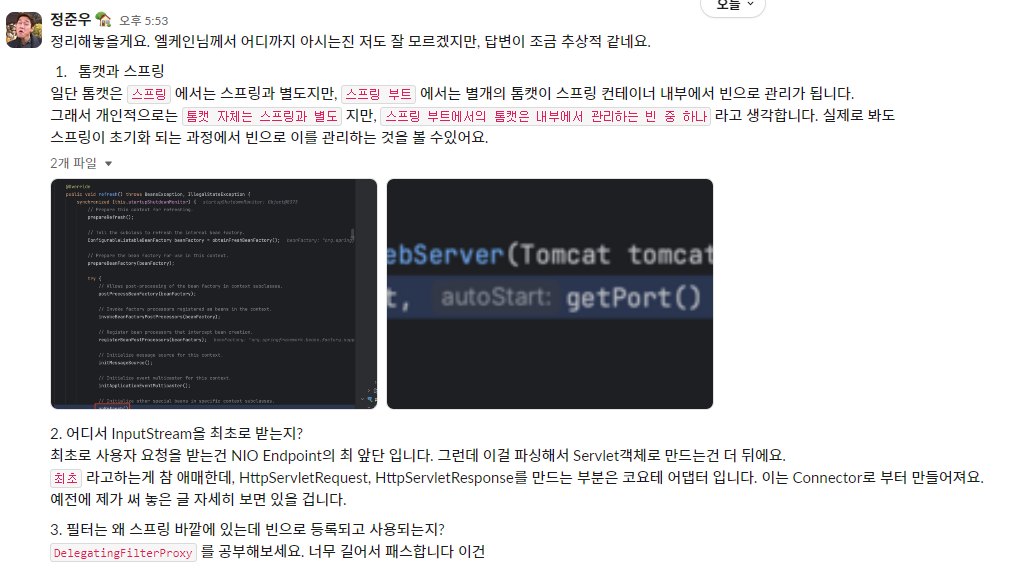 오늘
정준우 오후 5:53
정리해놓을게요. 엘케인님께서 어디까지 아시는진 저도 잘 모르겠지만, 답변이 조금 추상적 같네요.
1. 톰캣과 스프링
일단 톰캣은 스프링 에서는 스프링과 별도지만, 스프링 부트 에서는 별개의 톰캣이 스프링 컨테이너 내부에서 빈으로 관리가 됩니다.
그래서 개인적으로는 톰캣 자체는 스프링과 별도 지만, 스프링 부트에서의 톰캣은 내부에서 관리하는 빈 중 하나 라고 생각합니다. 실제로 봐도
스프링이 초기화 되는 과정에서 빈으로 이를 관리하는 것을 볼 수있어요.
2개 파일
@Override
public void refresh() throws BeansException, IllegalStateException {
synchronized (this.startupShutdownMonitor) {
// Prepare this context for refreshing.
prepareRefresh();
// Tell the subclass to refresh the internal bean factory.
ConfigurableListableBeanFactory beanFactory = obtainFreshBeanFactory();
// Prepare the bean factory for use in this context.
prepareBeanFactory(beanFactory);
try {
// Allows post-processing of the bean factory in context subclasses.
postProcessBeanFactory(beanFactory);
// Invoke factory processors registered as beans in the context.
invokeBeanFactoryPostProcessors(beanFactory);
// Register bean processors that intercept bean creation.
registerBeanPostProcessors(beanFactory);
// Initialize message source for this context.
initMessageSource();
// Initialize event multicaster for this context.
initApplicationEventMulticaster();
// Initialize other special beans in specific context subclasses.
onRefresh()
ebServer(Tomcat tomcat
t, autoStart: getPort()
2. 어디서 InputStream을 최초로 받는지?
최초로 사용자 요청을 받는건 NIO Endpoint의 최 앞단 입니다. 그런데 이걸 파싱해서 Servlet객체로 만드는건 더 뒤에요.
최초 라고하는게 참 애매한데, HttpServletRequest, HttpServletResponse를 만드는 부분은 코요테 어댑터 입니다. 이는 Connector로 부터 만들어져요.
예전에 제가 써 놓은 글 자세히 보면 있을 겁니다.
3. 필터는 왜 스프링 바깥에 있는데 빈으로 등록되고 사용되는지?
DelegatingFilterProxy 를 공부해보세요. 너무 길어서 패스합니다 이건